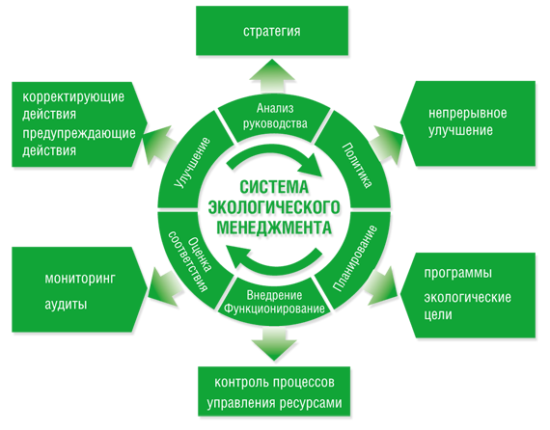 стратегия
корректирующие
действия
предупреждающие
действия
Анализ
руководства
непрерывное
улучшение
Улучшение
Политика
СИСТЕМА
ЭКОЛОГИЧЕСКОГО
МЕНЕДЖМЕНТА
Оценка
соответствия
Планирование
мониторинг
аудиты
Внедрение
Функционирование
программы
экологические
цели
контроль процессов
управления ресурсами